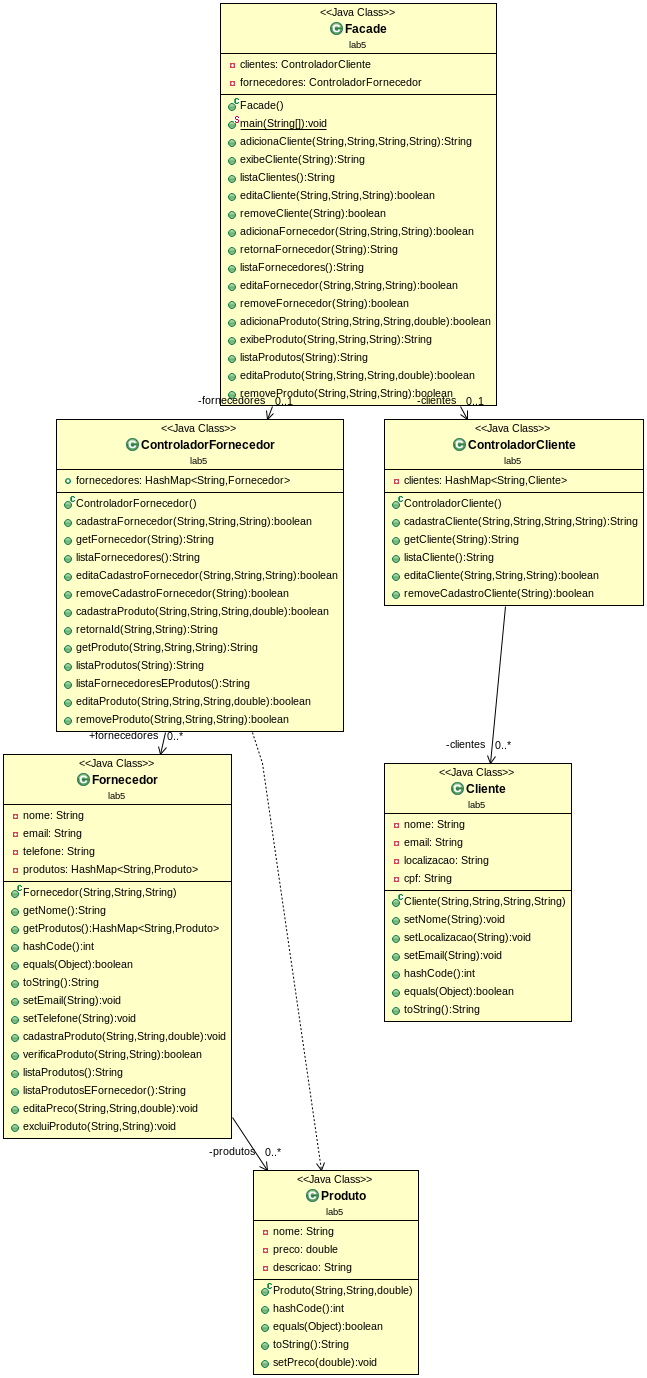 <<Java Class>>
Facade
lab5
clientes: ControladorCliente
fornecedores: ControladorFornecedor
Facade()
main(String[]):void
adicionaCliente(String,String,String,String):String
exibeCliente(String):String
listaClientes():String
editaCliente(String,String,String):boolean
removeCliente(String):boolean
adicionaFornecedor(String,String,String):boolean
retornaFornecedor(String):String
listaFornecedores():String
editaFornecedor(String,String,String):boolean
removeFornecedor(String):boolean
adicionaProduto(String,String,String,double):boolean
exibeProduto(String,String,String):String
listaProdutos(String):String
editaProduto(String,String,String,double):boolean
removeProduto(String,String,String):boolean
-fornecedores 0..1
-clientes 0..1
<<Java Class>>
ControladorFornecedor
lab5
fornecedores: HashMap<String,Fornecedor>
ControladorFornecedor()
cadastraFornecedor(String,String,String):boolean
getFornecedor(String):String
listaFornecedores():String
editaCadastroFornecedor(String,String,String):boolean
removeCadastroFornecedor(String):boolean
cadastraProduto(String,String,String,double):boolean
retornaId(String,String):String
getProduto(String,String,String):String
listaProdutos(String):String
listaFornecedoresEProdutos():String
editaProduto(String,String,String,double):boolean
removeProduto(String,String,String):boolean
<<Java Class>>
ControladorCliente
lab5
clientes: HashMap<String,Cliente>
ControladorCliente()
cadastraCliente(String,String,String,String):String
getCliente(String):String
listaCliente():String
editaCliente(String,String,String):boolean
removeCadastroCliente(String):boolean
+fornecedores 0..*
-clientes 0..*
<<Java Class>>
Fornecedor
lab5
nome: String
email: String
telefone: String
produtos: HashMap<String,Produto>
Fornecedor(String,String,String)
getNome():String
getProdutos():HashMap<String,Produto>
hashCode():int
equals(Object):boolean
toString():String
setEmail(String):void
setTelefone(String):void
cadastraProduto(String,String,double):void
verificaProduto(String,String):boolean
listaProdutos():String
listaProdutosEFornecedor():String
editaPreco(String,String,double):void
excluiProduto(String,String):void
<<Java Class>>
Cliente
lab5
nome: String
email: String
localizacao: String
cpf: String
Cliente(String,String,String,String)
setNome(String):void
setLocalizacao(String):void
setEmail(String):void
hashCode():int
equals(Object):boolean
toString():String
-produtos 0..*
<<Java Class>>
Produto
lab5
nome: String
preco: double
descricao: String
Produto(String,String,double)
hashCode():int
equals(Object):boolean
toString():String
setPreco(double):void